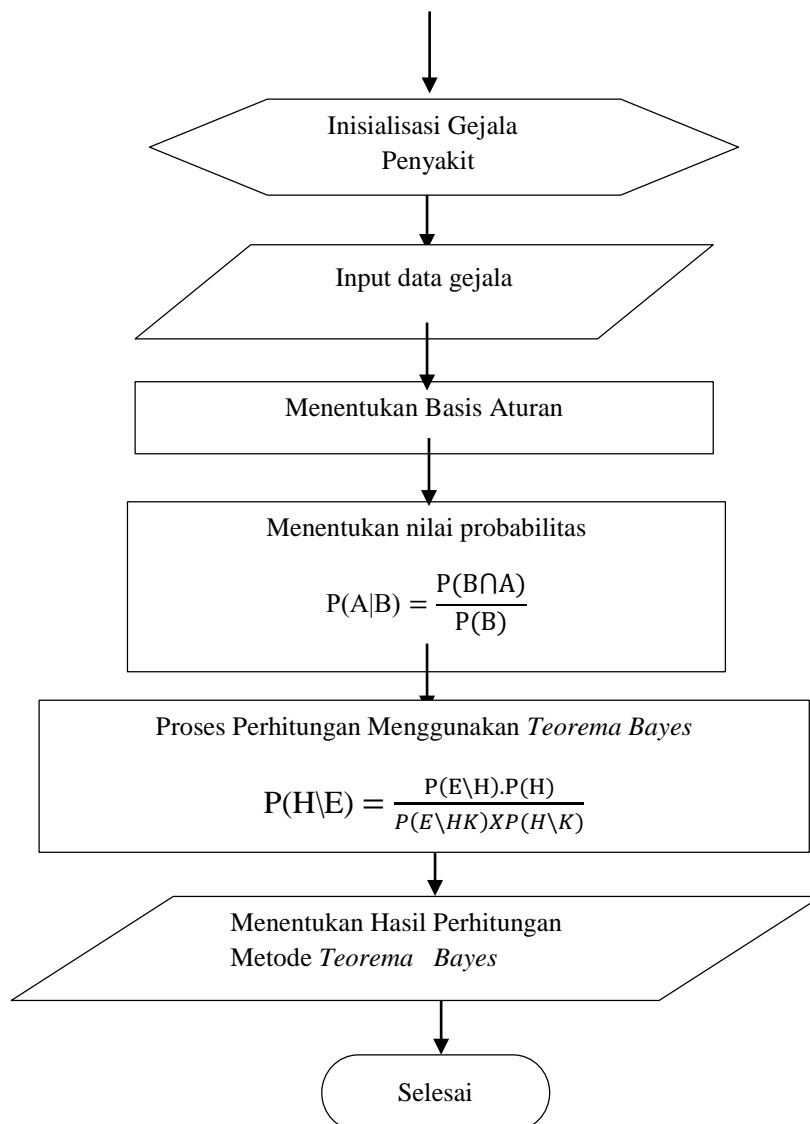 Inisialisasi Gejala
Penyakit
Input data gejala
Menentukan Basis Aturan
Menentukan nilai probabilitas
P(A|B) = P(B⋂A)
P(B)
Proses Perhitungan Menggunakan Teorema Bayes
P(H\E) = P(E\H).P(H)
P(E\HK)XP(H\K)
Menentukan Hasil Perhitungan
Metode Teorema Bayes
Selesai